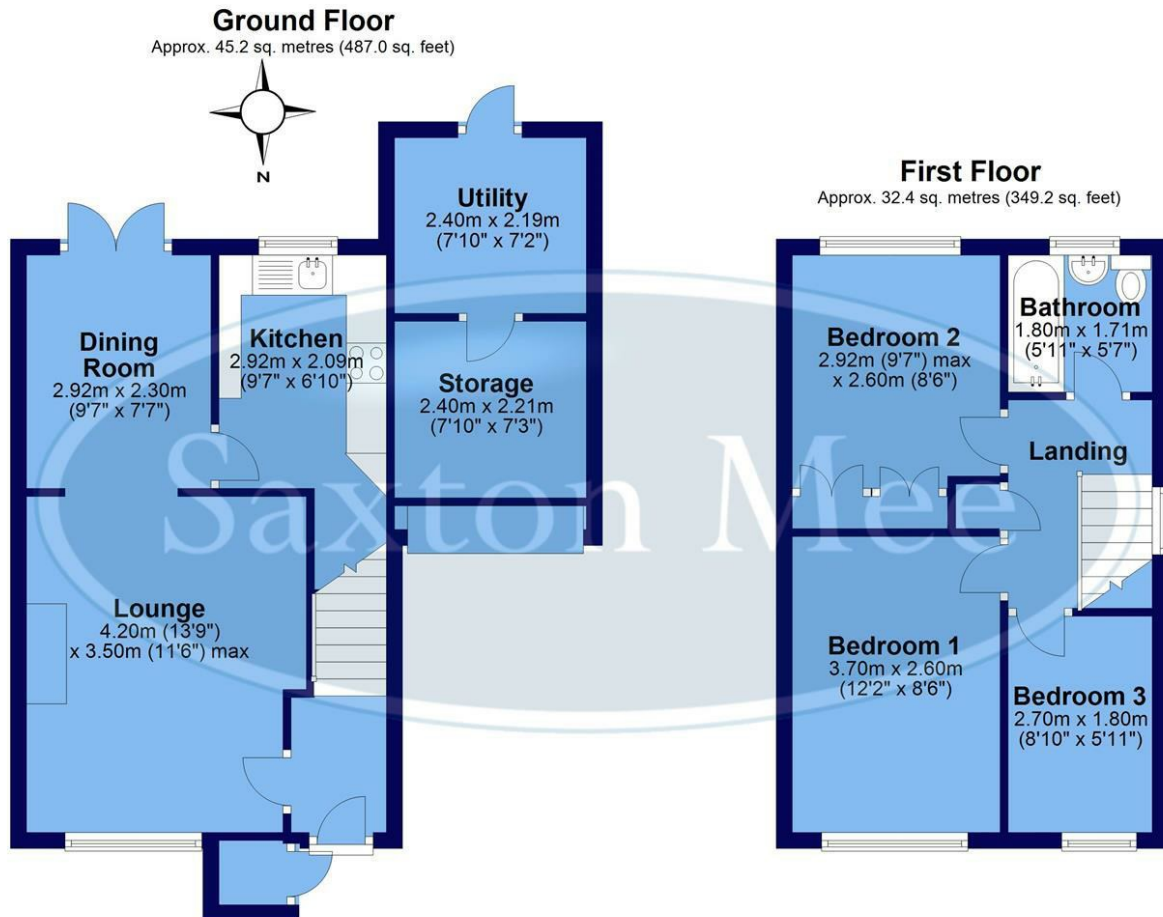 Ground Floor
Approx. 45.2 sq. metres (487.0 sq. feet)
N
Utility
2.40m x 2.19m
(7'10" x 7'2")
Dining
Room
2.92m x 2.30m
(9'7" x 7'7")
Kitchen
2.92m x 2.09m
(9'7" x 6'10")
Storage
2.40m x 2.21m
(7'10" x 7'3")
Lounge
4.20m (13'9")
x 3.50m (11'6") max
First Floor
Approx. 32.4 sq. metres (349.2 sq. feet)
Bedroom 2
2.92m (9'7") max
x 2.60m (8'6")
Bathroom
1.80m x 1.71m
(5'11" x 5'7")
Landing
Bedroom 1
3.70m x 2.60m
(12'2" x 8'6")
Bedroom 3
2.70m x 1.80m
(8'10" x 5'11")
Saxton Mee